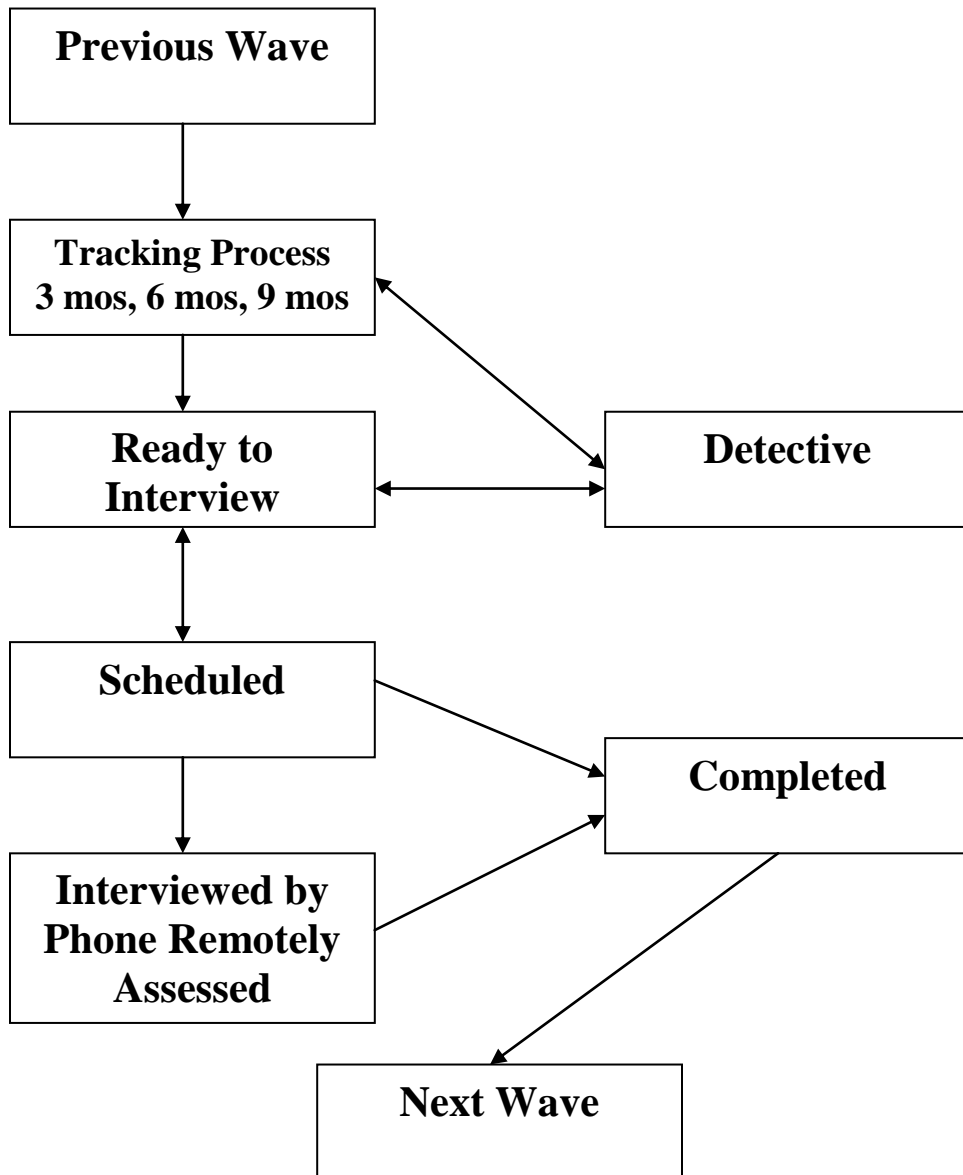 Previous Wave
Tracking Process
3 mos, 6 mos, 9 mos
Ready to
Interview
Detective
Scheduled
Completed
Interviewed by
Phone Remotely
Assessed
Next Wave